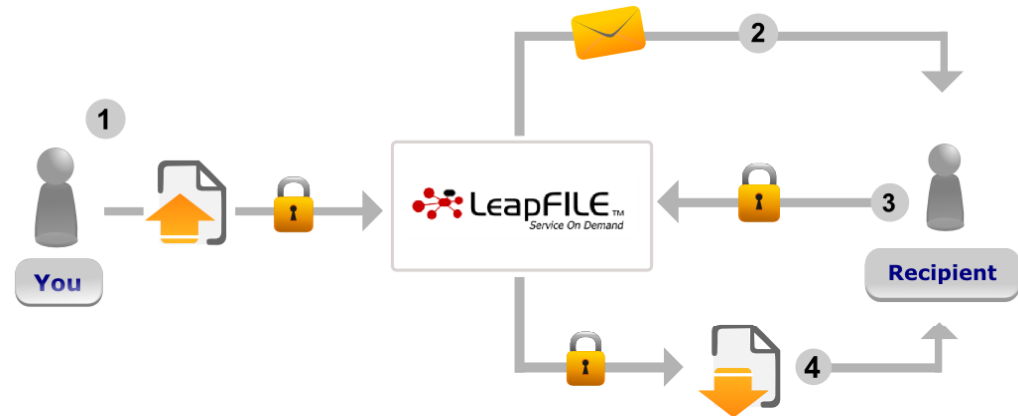 1
2
You
LeapFILE™
Service On Demand
3
Recipient
4